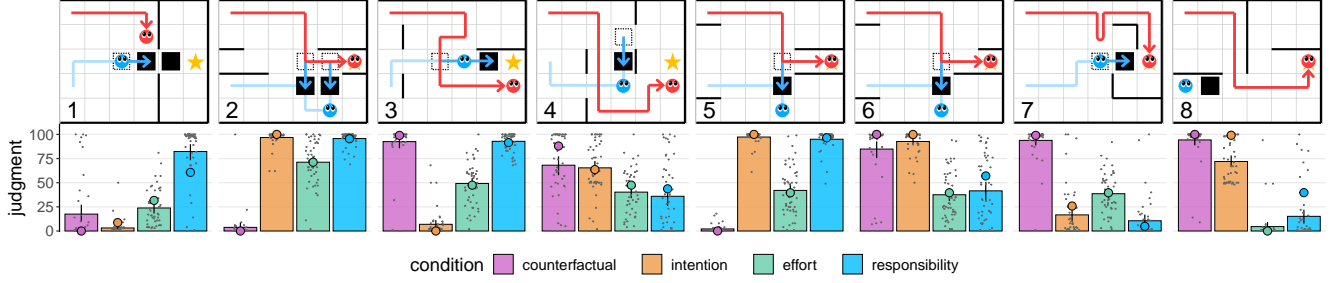 1 2 3 4 5 6 7 8
judgment
100
75
50
25
0
condition counterfactual intention effort responsibility